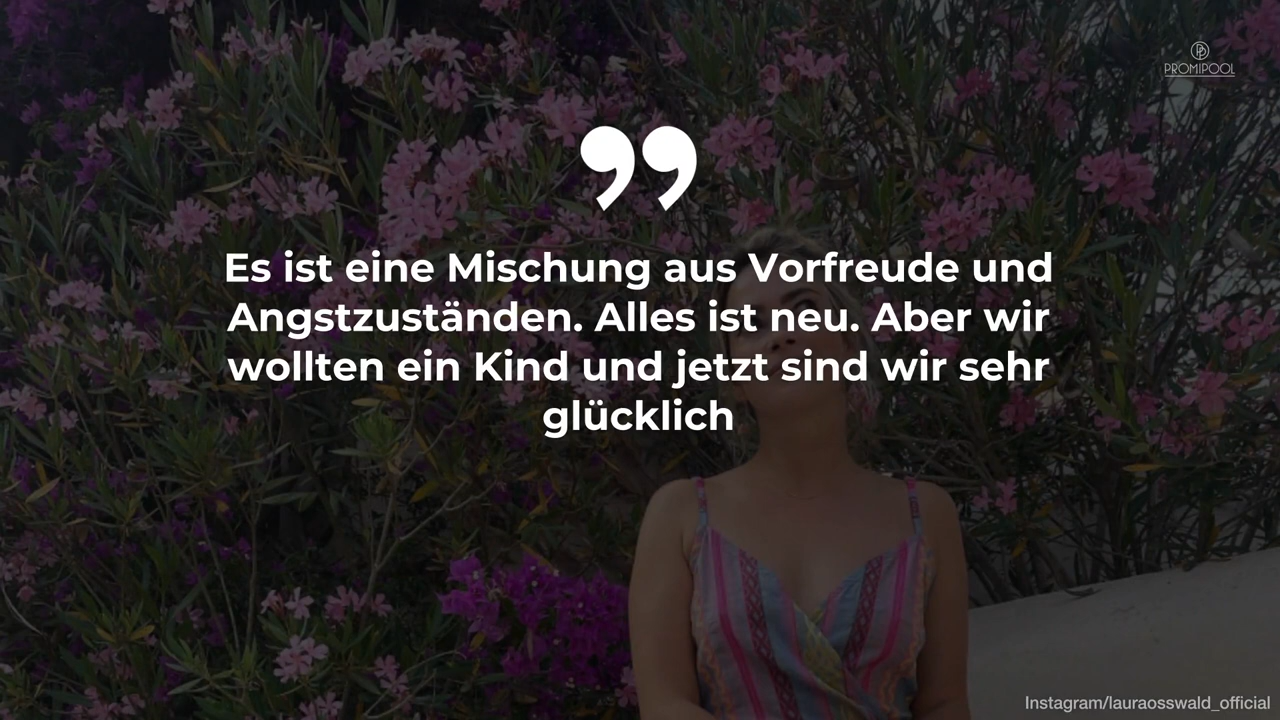 PROMIPOOL
Es ist eine Mischung aus Vorfreude und
Angstzuständen. Alles ist neu. Aber wir
wollten ein Kind und jetzt sind wir sehr
glücklich
Instagram/lauraosswald_official